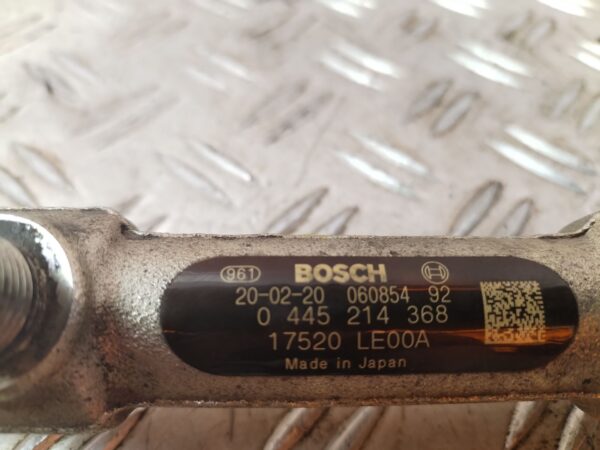 961 BOSCH
20-02-20 060854 92
0 445 214 368
17520 LE00A
Made in Japan